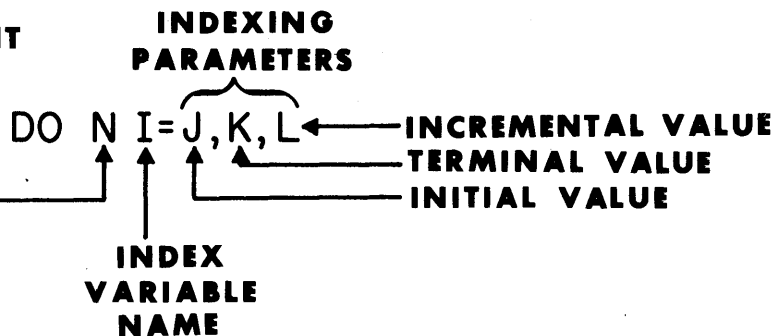 INDEXING
PARAMETERS
DO N I=J,K,L
INCREMENTAL VALUE
TERMINAL VALUE
INITIAL VALUE
INDEX
VARIABLE
NAME